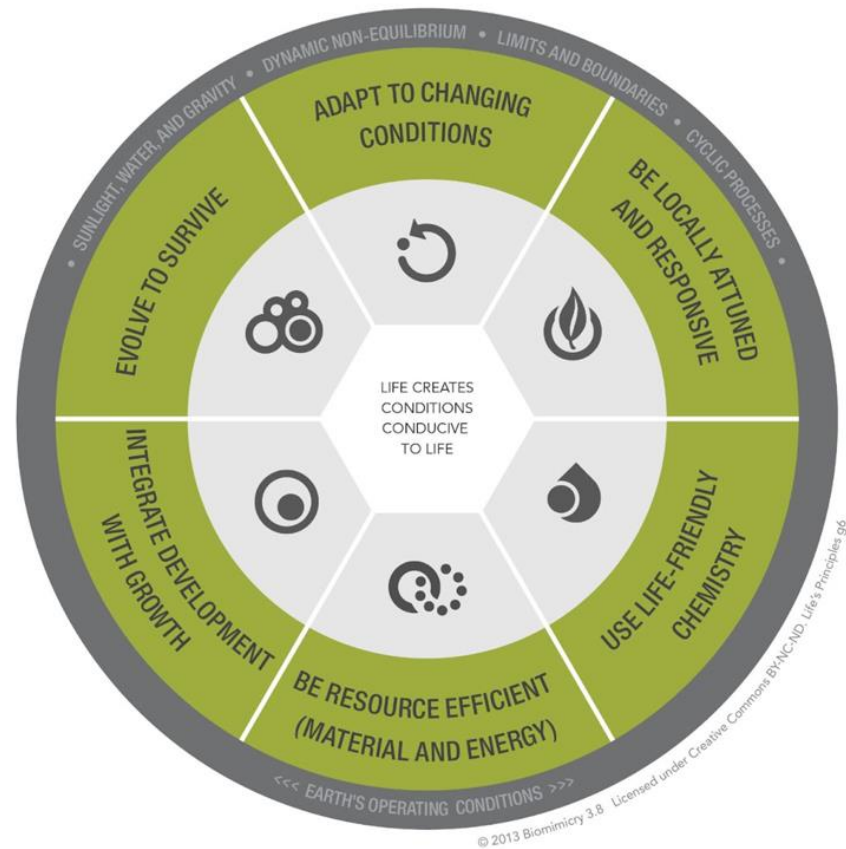 • SUNLIGHT, WATER, AND GRAVITY • DYNAMIC NON-EQUILIBRIUM • LIMITS AND BOUNDARIES • CYCLIC PROCESSES •
ADAPT TO CHANGING
CONDITIONS
BE LOCALLY ATTUNED
AND RESPONSIVE
USE LIFE-FRIENDLY
CHEMISTRY
BE RESOURCE EFFICIENT
(MATERIAL AND ENERGY)
INTEGRATE DEVELOPMENT
WITH GROWTH
EVOLVE TO SURVIVE
LIFE CREATES
CONDITIONS
CONDUCIVE
TO LIFE
<<< EARTH'S OPERATING CONDITIONS >>>
© 2013 Biomimicry 3.8 Licensed under Creative Commons BY-NC-ND. Life's Principles g6